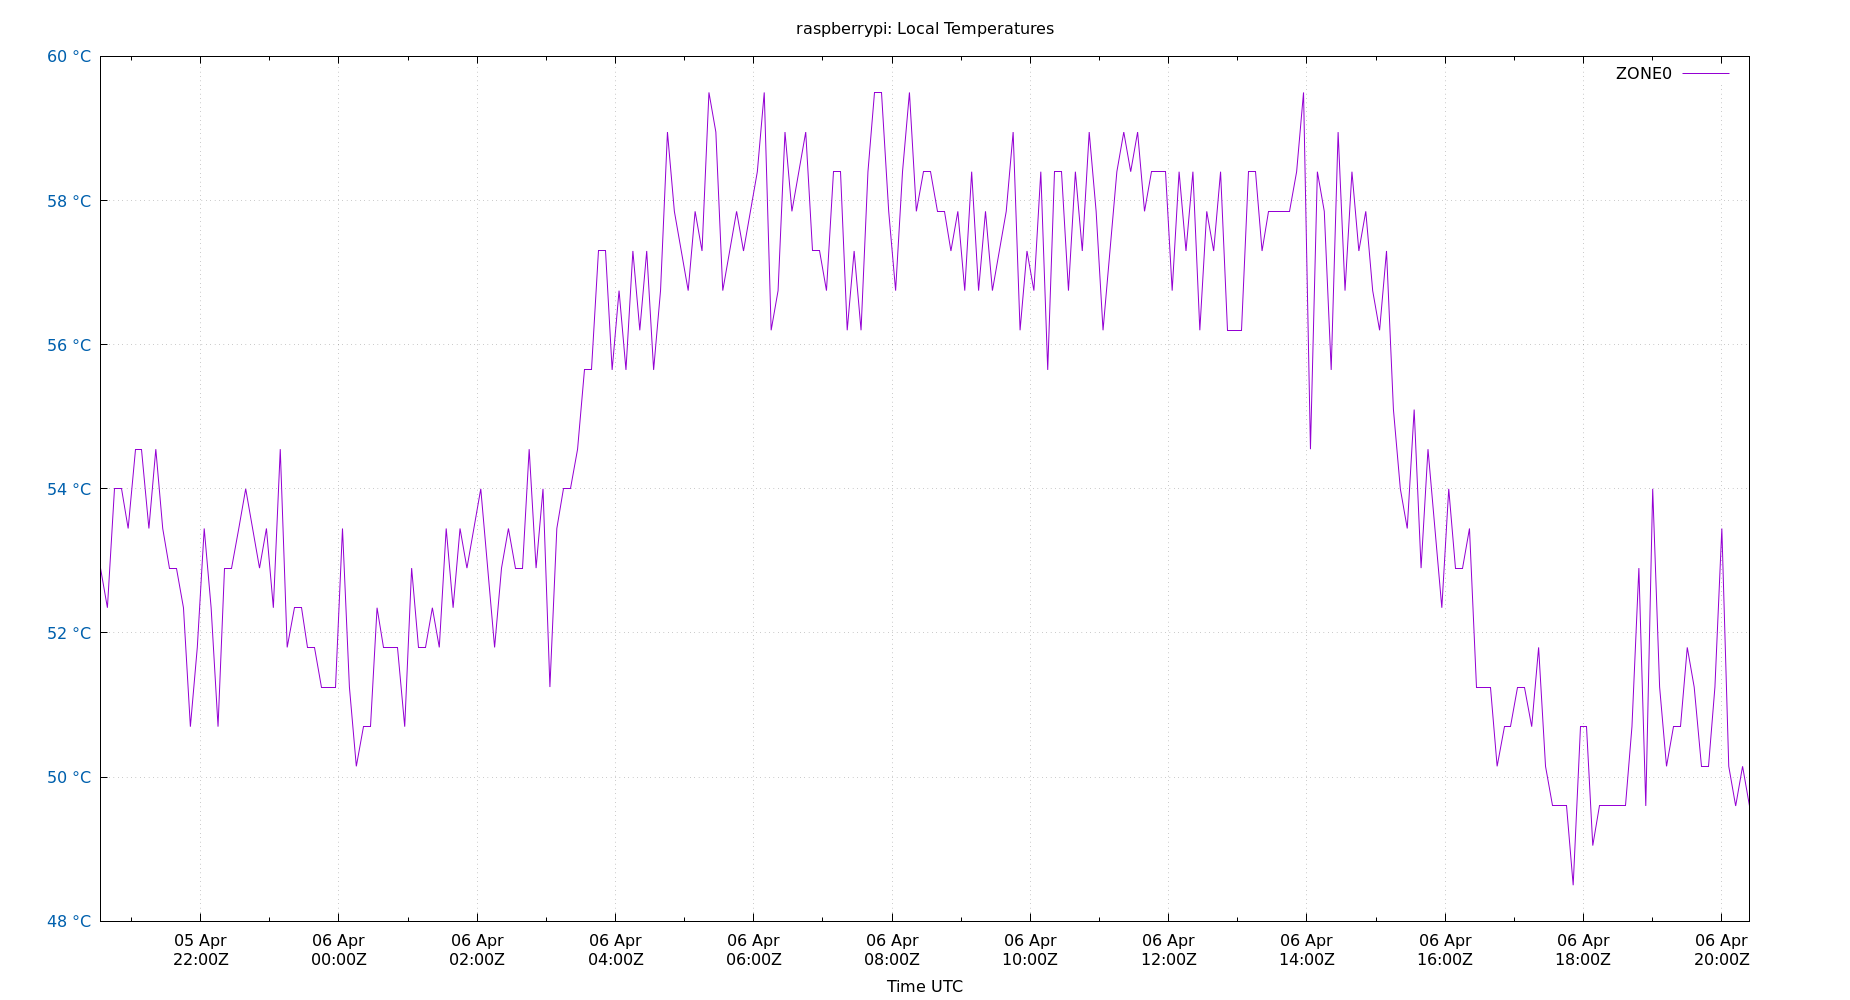 raspberrypi: Local Temperatures
ZONE0
60 °C
58 °C
56 °C
54 °C
52 °C
50 °C
48 °C
05 Apr 06 Apr 06 Apr 06 Apr 06 Apr 06 Apr 06 Apr 06 Apr 06 Apr 06 Apr 06 Apr 06 Apr
22:00Z 00:00Z 02:00Z 04:00Z 06:00Z 08:00Z 10:00Z 12:00Z 14:00Z 16:00Z 18:00Z 20:00Z
Time UTC